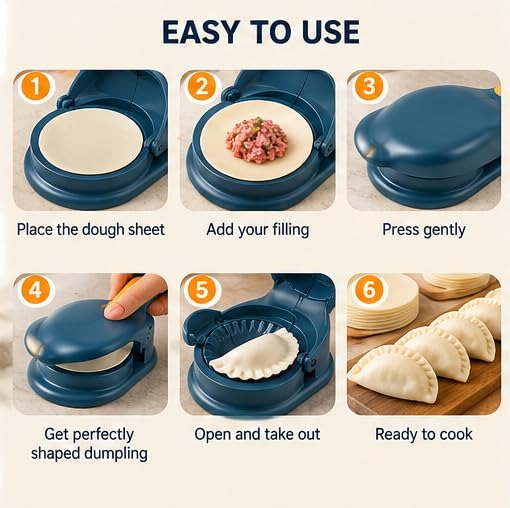 EASY TO USE
1
2
3
Place the dough sheet
Add your filling
Press gently
4
5
6
Get perfectly
shaped dumpling
Open and take out
Ready to cook